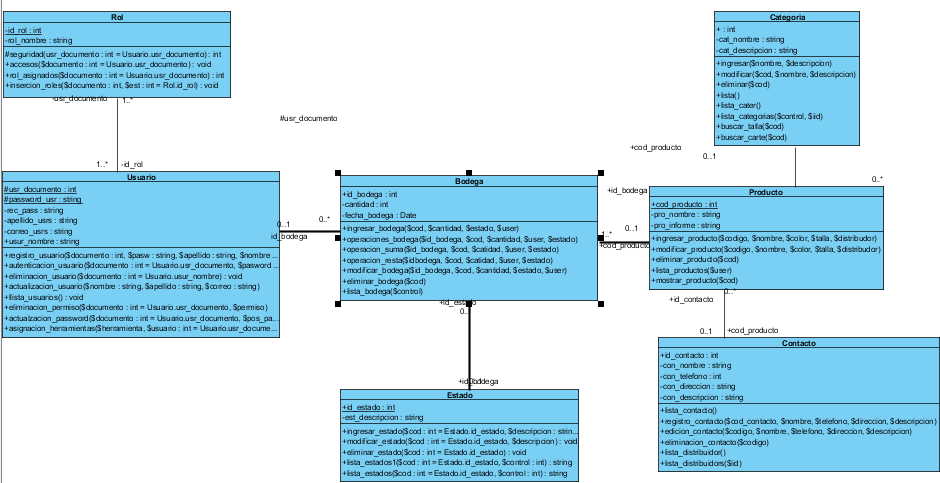 Rol
-id_rol : int
-rol_nombre : string
#seguridad(usr_documento : int = Usuario.usr_documento) : int
+accesos($documento : int = Usuario.usr_documento) : void
+rol_asignados($documento : int = Usuario.usr_documento) : int
+insercion_roles($documento : int, $est : int = Rol.id_rol) : void
-usr_documento
1..*
1..*
-id_rol
Usuario
#usr_documento : int
#password_usr : string
-rec_pass : string
-apellido_usrs : string
-correo_usrs : string
+usur_nombre : string
+registro_usuario($documento : int, $pasw : string, $apellido : string, $nombre ...
+autenticacion_usuario($documento : int = Usuario.usr_documento, $pasword ...
+eliminacion_usuario($documento : int = Usuario.usur_nombre) : void
+actualizacion_usuario($nombre : string, $apellido : string, $correo : string)
+llista_usuarios() : void
+eliminacion_permiso($documento : int = Usuario.usr_documento, $permiso)
+actualzacion_password($documento : int = Usuario.usr_documento, $pos_pa...
+asignacion_herramientas($herramienta, $usuario : int = Usuario.usr_docume...
#usr_documento
0..1
0..*
id_bodega
Bodega
+id_bodega : int
-cantidad : int
-fecha_bodega : Date
+ingresar_bodega($cod, $cantidad, $estado, $user)
+operaciones_bodega($id_bodega, $cod, $cantidad, $user, $estado)
+operacion_suma($id_bodega, $cod, $catidad, $user, $estado)
+operacion_resta($idbodega, $cod, $catidad, $user, $estado)
+modificar_bodega($id_bodega, $cod, $cantidad, $estado, $user)
+eliminar_bodega($cod)
+lista_bodega($control)
+id_estado
0..
+id_bodega
Estado
+id_estado : int
-est_descripcion : string
+ingresar_estado($cod : int = Estado.id_estado, $descripcion : strin...
+modificar_estado($cod : int = Estado.id_estado, $descripcion) : void
+eliminar_estado($cod : int = Estado.id_estado) : void
+lista_estados1($cod : int = Estado.id_estado, $control : int) : string
+lista_estados($cod : int = Estado.id_estado, $control : int) : string
Categoria
+ : int
-cat_nombre : string
-cat_descripcion : string
+ingresar($nombre, $descripcion)
+modificar($cod, $nombre, $descripcion)
+eliminar($cod)
+lista()
+lista_cater()
+lista_categorias($control, $iid)
+buscar_talla($cod)
+buscar_carte($cod)
+cod_producto
0..1
0..*
+id_bodega
0..1
1..*
+cod_producto
Producto
+cod_producto : int
-pro_nombre : string
-pro_informe : string
+ingresar_producto($codigo, $nombre, $color, $talla, $distribudor)
+modificar_producto($codigo, $nombre, $color, $talla, $distribuidor)
+eliminar_producto($cod)
+lista_productos($user)
+mostrar_producto($cod)
0..*
+id_contacto
0..1
+cod_producto
Contacto
+id_contacto : int
-con_nombre : string
-con_telefono : int
-con_direccion : string
-con_descripcion : string
+lista_contacto()
+registro_contacto($cod_contacto, $nombre, $telefono, $direccion, $descripcion)
+edicion_contacto($codigo, $nombre, $telefono, $direccion, $descripcion)
+eliminacion_contacto($codigo)
+lista_distribuidor()
+lista_distribuidors($iid)